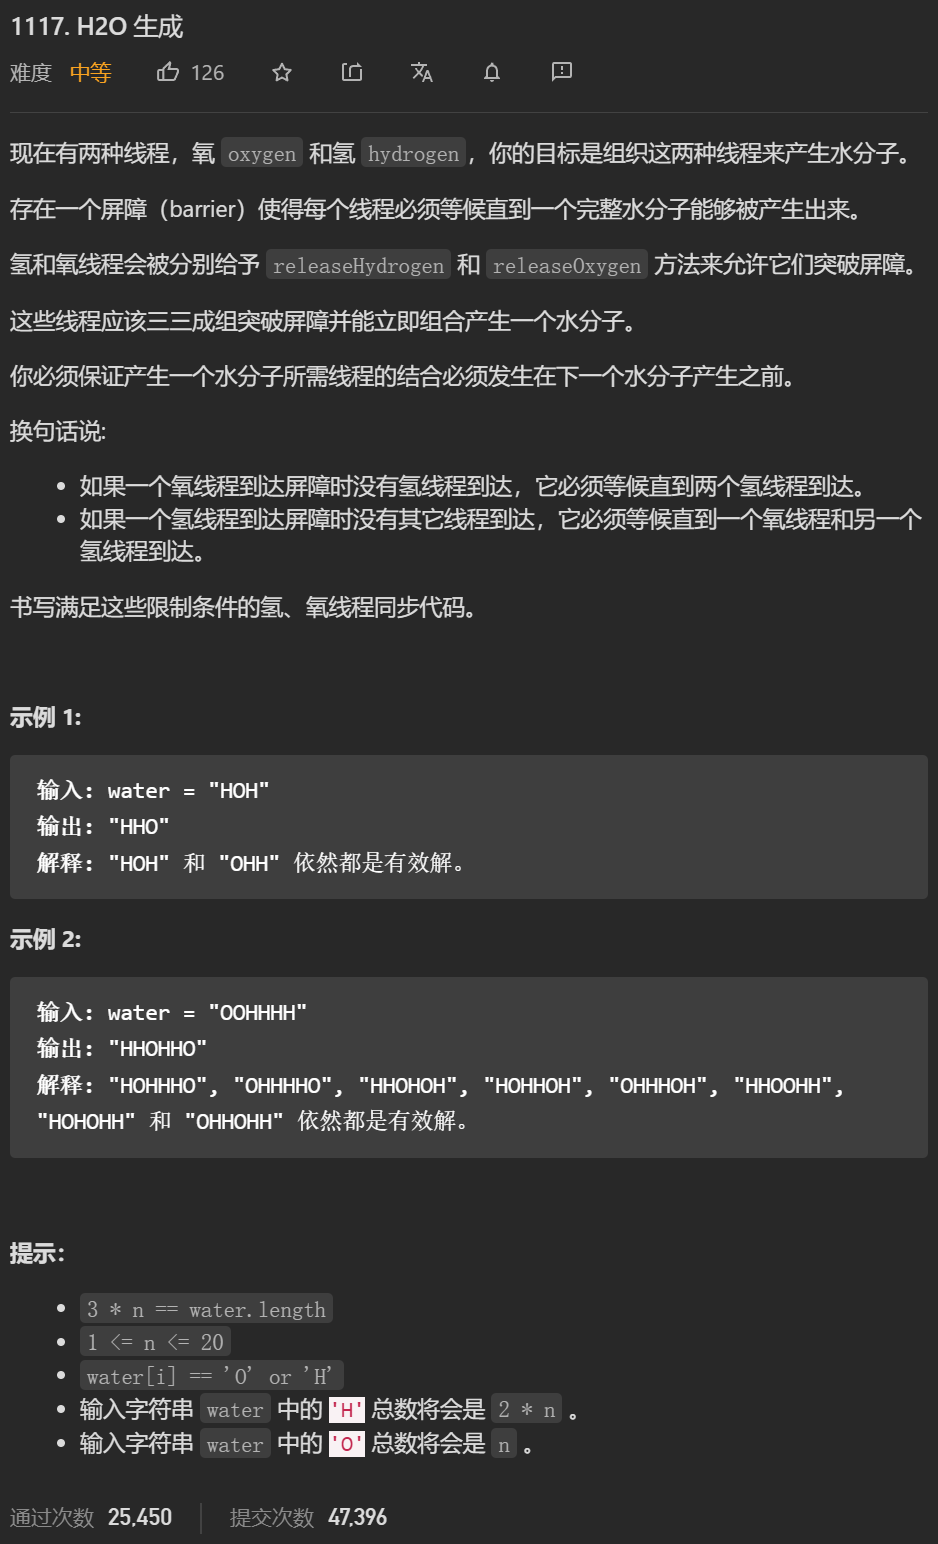 1117. H2O 生成
难度 中等 126
现在有两种线程，氧 oxygen 和氢 hydrogen，你的目标是组织这两种线程来产生水分子。
存在一个屏障（barrier）使得每个线程必须等候直到一个完整水分子能够被产生出来。
氢和氧线程会被分别给予 releaseHydrogen 和 releaseOxygen 方法来允许它们突破屏障。
这些线程应该三三成组突破屏障并能立即组合产生一个水分子。
你必须保证产生一个水分子所需线程的结合必须发生在下一个水分子产生之前。
换句话说:
• 如果一个氧线程到达屏障时没有氢线程到达，它必须等候直到两个氢线程到达。
• 如果一个氢线程到达屏障时没有其它线程到达，它必须等候直到一个氧线程和另一个
氢线程到达。
书写满足这些限制条件的氢、氧线程同步代码。
示例 1:
输入: water = "HOH"
输出: "HHO"
解释: "HOH" 和 "OHH" 依然都是有效解。
示例 2:
输入: water = "OOHHHH"
输出: "HHOHHO"
解释: "HOHHHO", "OHHHHO", "HHOHOH", "HOHHOH", "OHHHOH", "HHOOHH",
"HOHOHH" 和 "OHHOHH" 依然都是有效解。
提示：
• 3 * n == water.length
• 1 <= n <= 20
• water[i] == 'O' or 'H'
• 输入字符串 water 中的 'H' 总数将会是 2 * n 。
• 输入字符串 water 中的 'O' 总数将会是 n 。
通过次数 25,450 提交次数 47,396